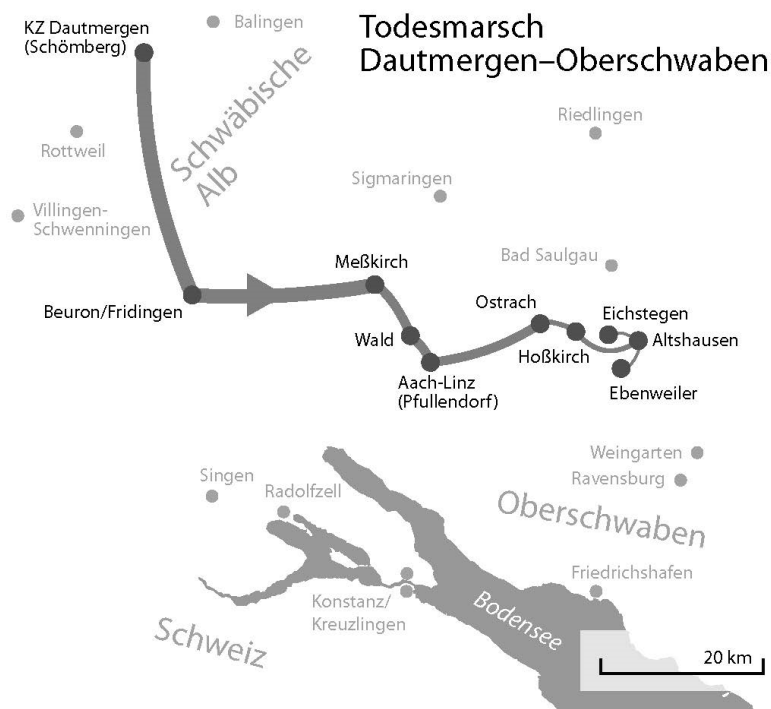 Todesmarsch
Dautmergen–Oberschwaben
KZ Dautmergen
(Schömberg)
Balingen
Schwäbische
Alb
Rottweil
Riedlingen
Sigmaringen
Villingen-
Schwenningen
Bad Saulgau
Meßkirch
Beuron/Fridingen
Ostrach
Eichstegen
Wald
Hoßkirch
Altshausen
Aach-Linz
(Pfullendorf)
Ebenweiler
Weingarten
Singen
Radolfzell
Ravensburg
Oberschwaben
Friedrichshafen
Konstanz/
Kreuzlingen
Bodensee
Schweiz
20 km